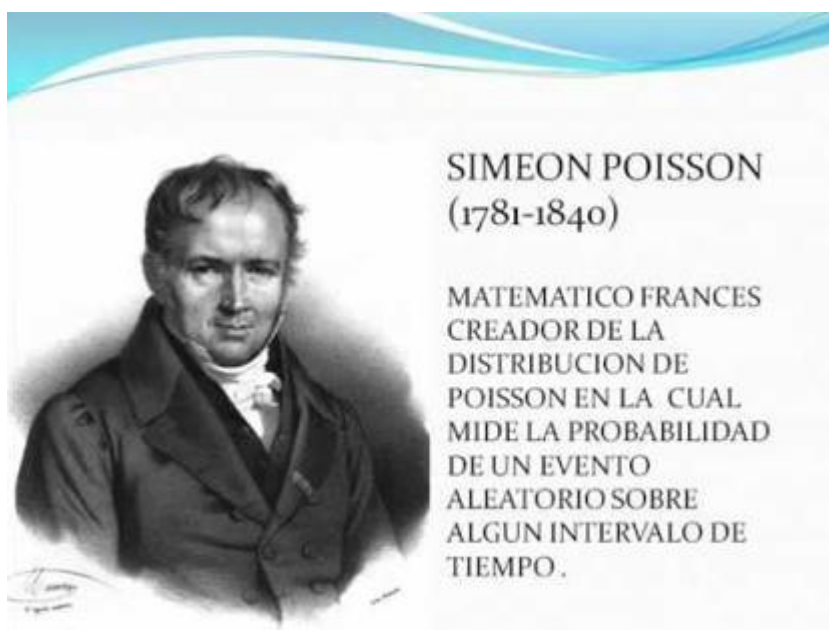 SIMEON POISSON
(1781-1840)
MATEMATICO FRANCES
CREADOR DE LA
DISTRIBUCION DE
POISSON EN LA CUAL
MIDE LA PROBABILIDAD
DE UN EVENTO
ALEATORIO SOBRE
ALGUN INTERVALO DE
TIEMPO .